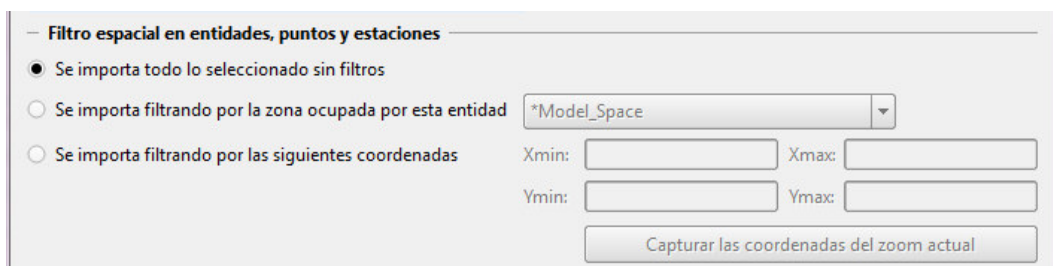 Filtro espacial en entidades, puntos y estaciones
Se importa todo lo seleccionado sin filtros
Se importa filtrando por la zona ocupada por esta entidad *Model_Space
Se importa filtrando por las siguientes coordenadas Xmin: Xmax:
Ymin: Ymax:
Capturar las coordenadas del zoom actual